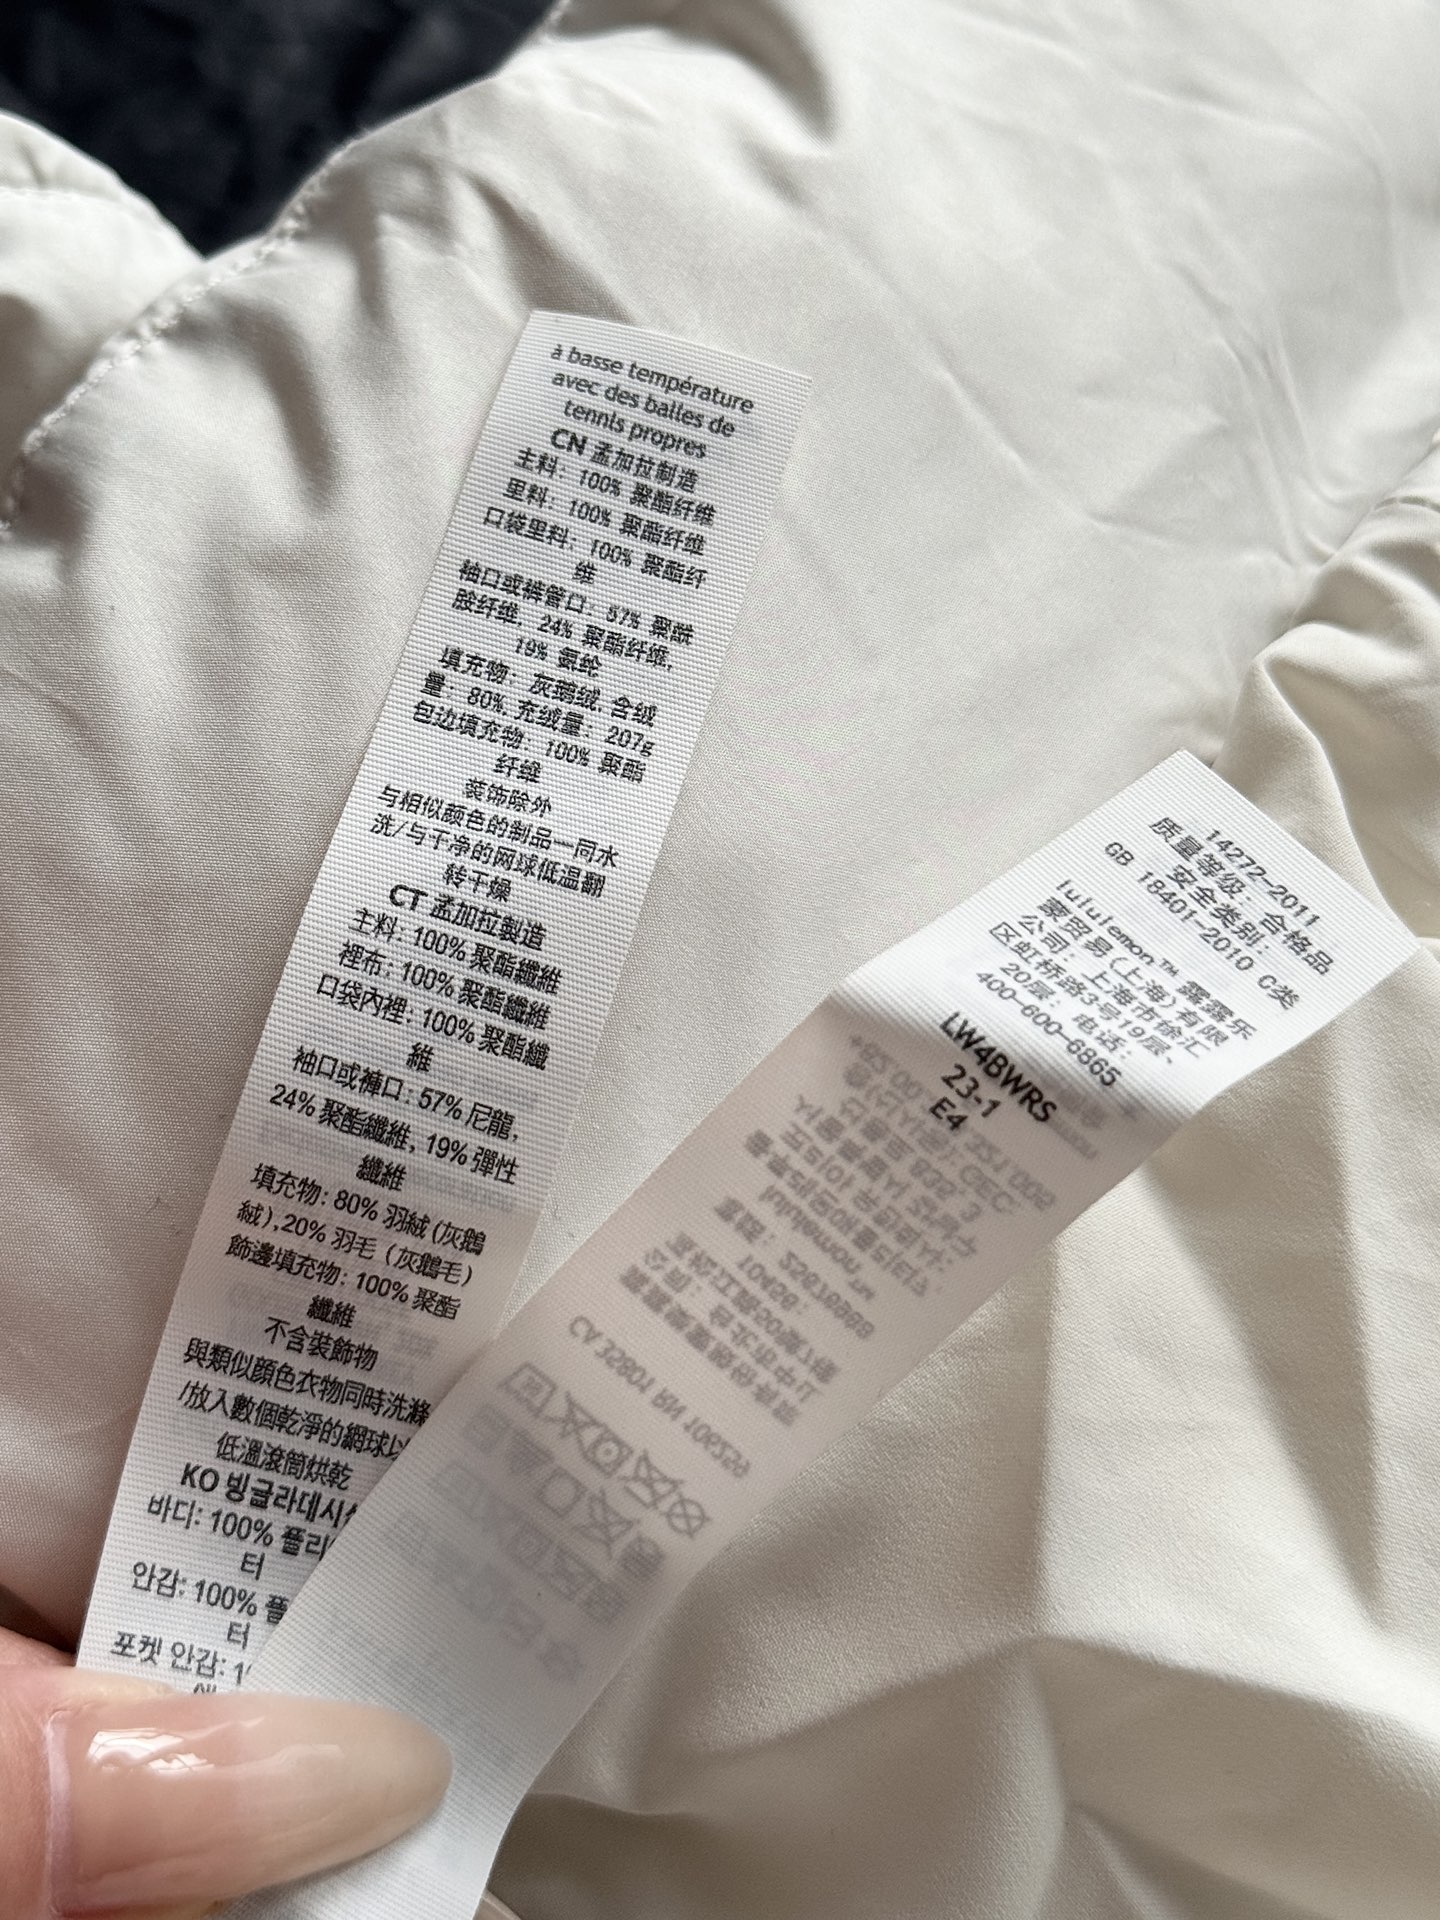 à basse température
avec des balles de
tennis propres
CN 孟加拉制造
主料: 100% 聚酯纤维
里料: 100% 聚酯纤维
口袋里料: 100% 聚酯纤
维
袖口或裤管口: 57% 聚酰
胺纤维, 24% 聚酯纤维,
19% 氨纶
填充物: 灰鹅绒, 含绒
量: 80%, 充绒量: 207g
包边填充物: 100% 聚酯
纤维
装饰除外
与相似颜色的制品一同水
洗/与干净的网球低温翻
转干燥
CT 孟加拉製造
主料: 100% 聚酯纖維
裡布: 100% 聚酯纖維
口袋內裡: 100% 聚酯纖
維
袖口或褲口: 57% 尼龍,
24% 聚酯纖維, 19% 彈性
纖維
填充物: 80% 羽絨 (灰鵝
絨), 20% 羽毛 (灰鵝毛)
飾邊填充物: 100% 聚酯
纖維
不含裝飾物
與類似顏色衣物同時洗滌
/放入數個乾淨的網球以
低溫滾筒烘乾
KO 빙글라데시
바디: 100% 폴리
터
안감: 100% 폴
터
포켓 안감: 1
14272-2011
质量等级: 合格品
安全类别:
GB 18401-2010 C类
lululemon™ 露露乐
蒙贸易(上海)有限
公司: 上海市徐汇
区虹桥路3号19层、
20层; 电话:
400-600-6865
LW4BWRS
23-1
E4
CA 35801 RN 106259